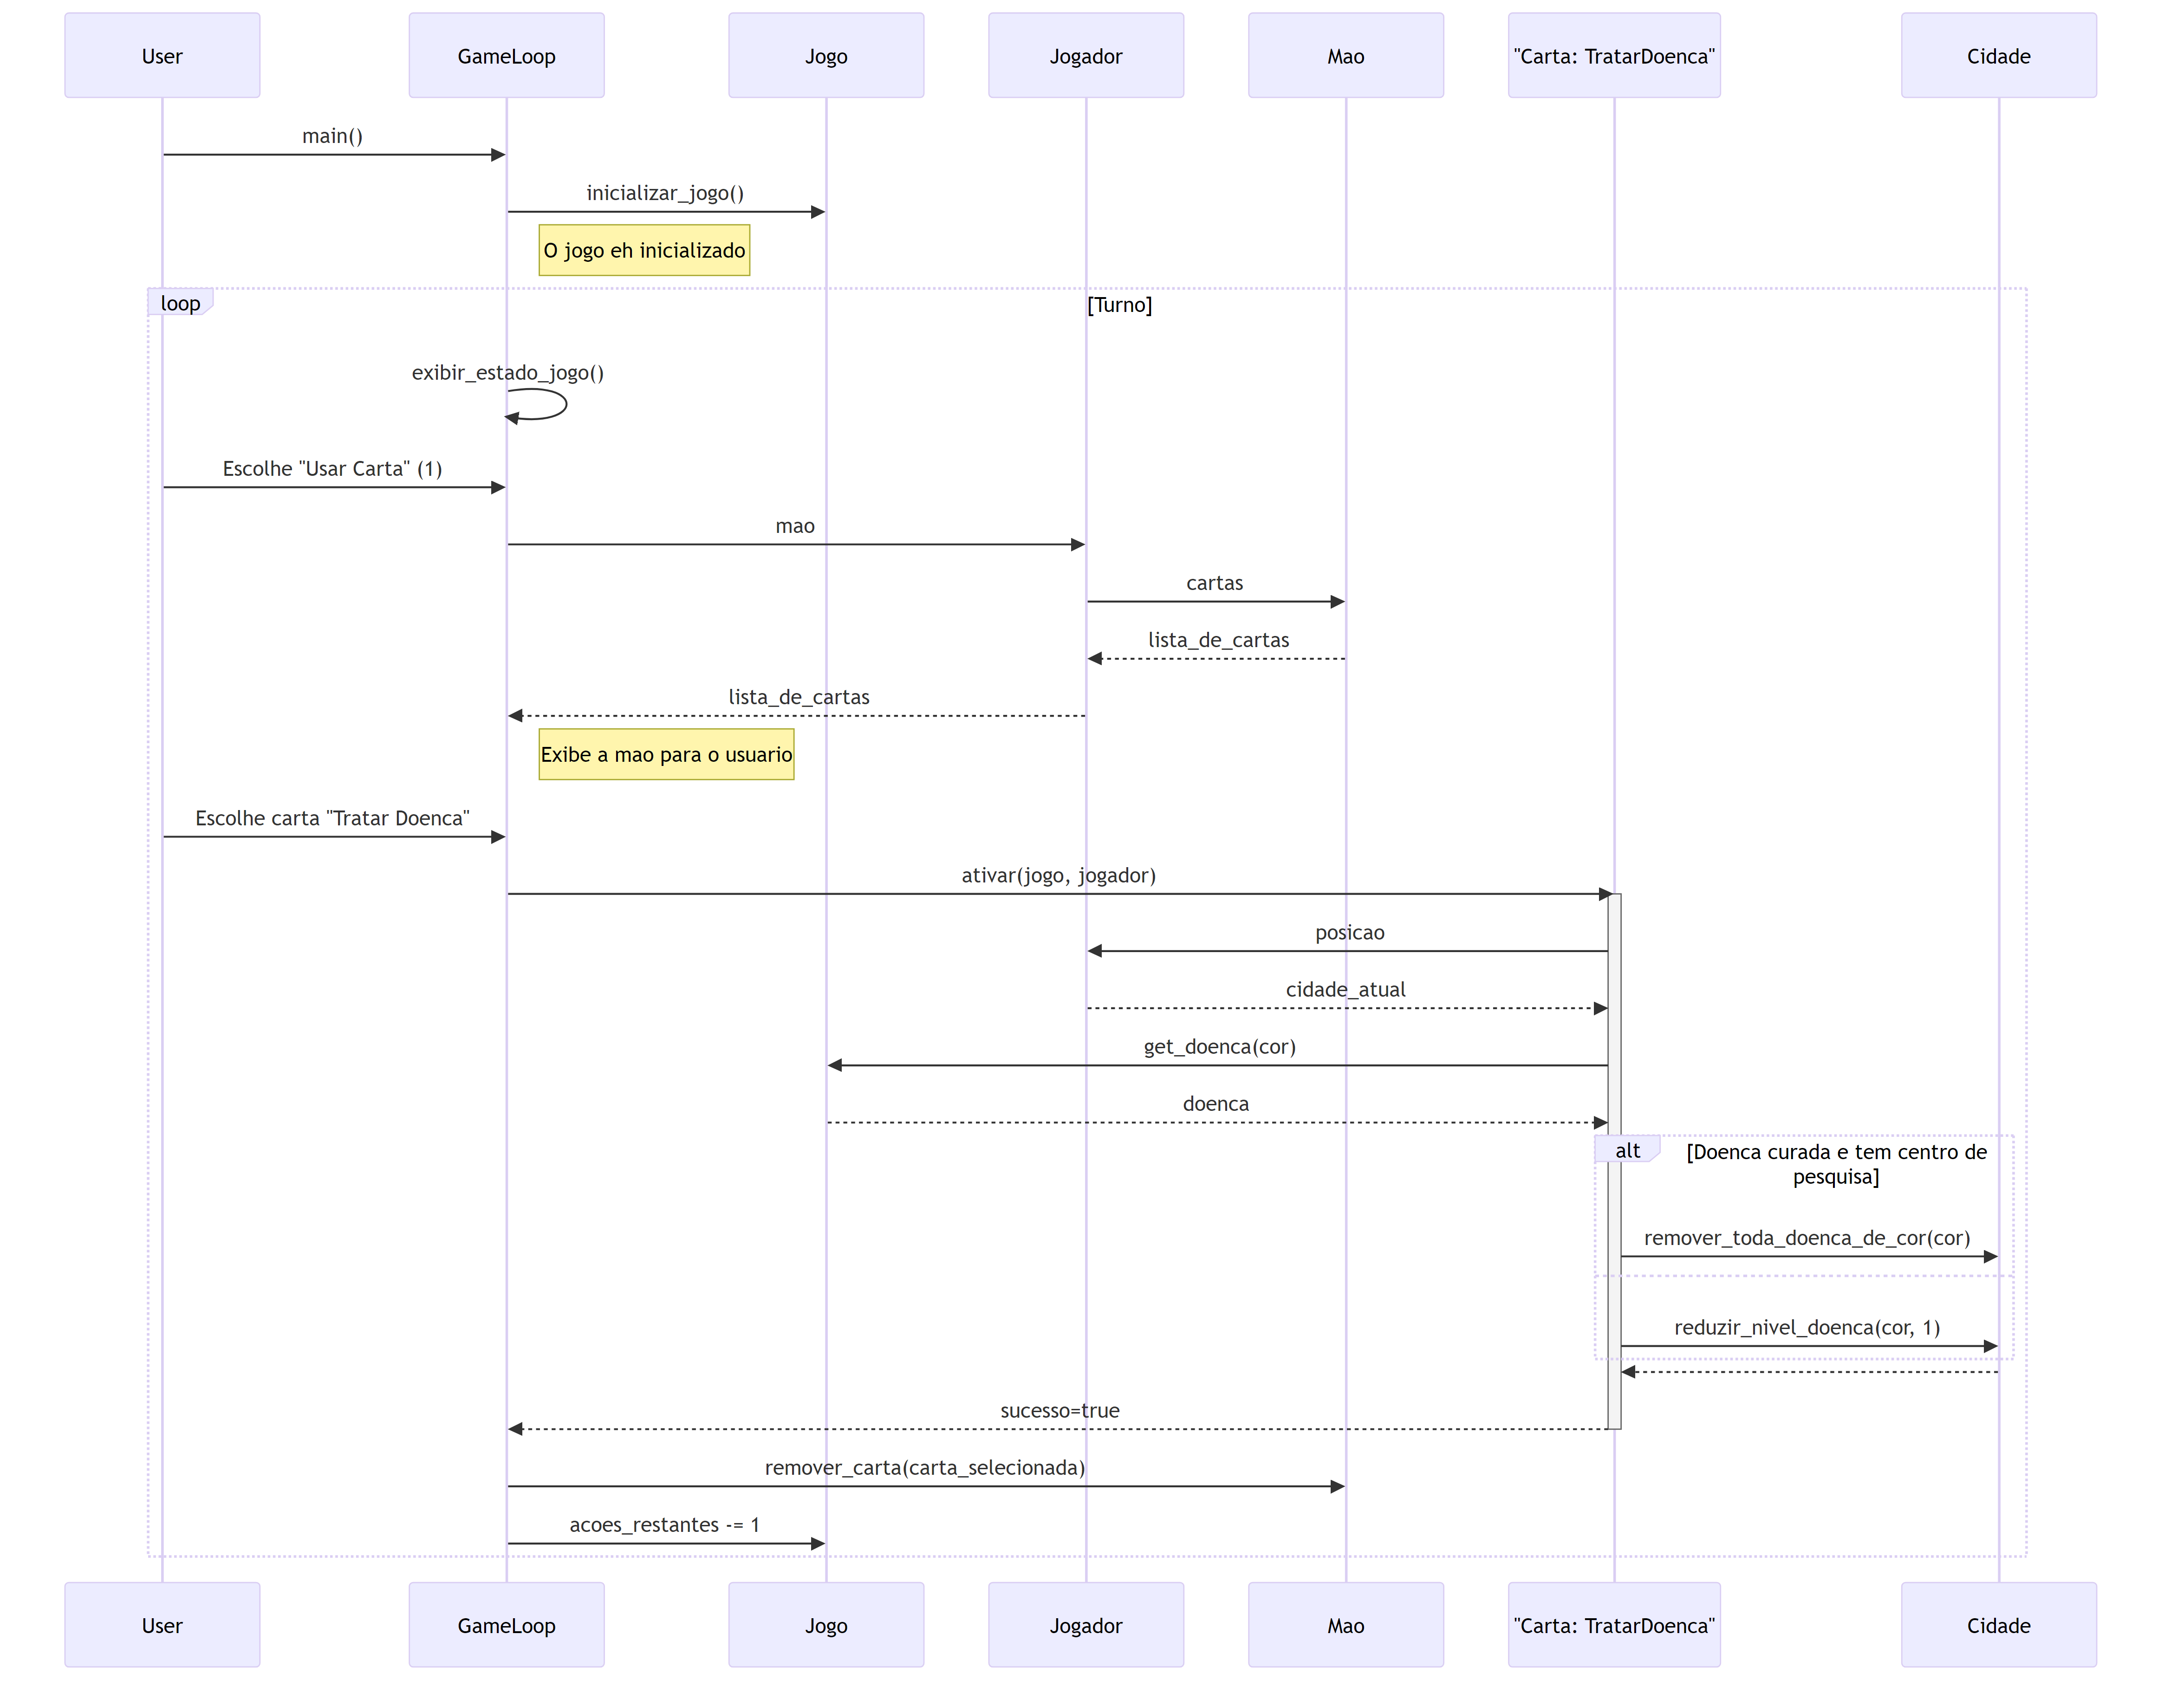 User
GameLoop
Jogo
Jogador
Mao
"Carta: TratarDoenca"
Cidade
main()
inicializar_jogo()
O jogo eh inicializado
loop
[Turno]
exibir_estado_jogo()
Escolhe "Usar Carta" (1)
mao
cartas
lista_de_cartas
lista_de_cartas
Exibe a mao para o usuario
Escolhe carta "Tratar Doenca"
ativar(jogo, jogador)
posicao
cidade_atual
get_doenca(cor)
doenca
alt
[Doenca curada e tem centro de
pesquisa]
remover_toda_doenca_de_cor(cor)
reduzir_nivel_doenca(cor, 1)
sucesso=true
remover_carta(carta_selecionada)
acoes_restantes -= 1
User
GameLoop
Jogo
Jogador
Mao
"Carta: TratarDoenca"
Cidade